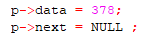 p->data = 378;
p->next = NULL ;